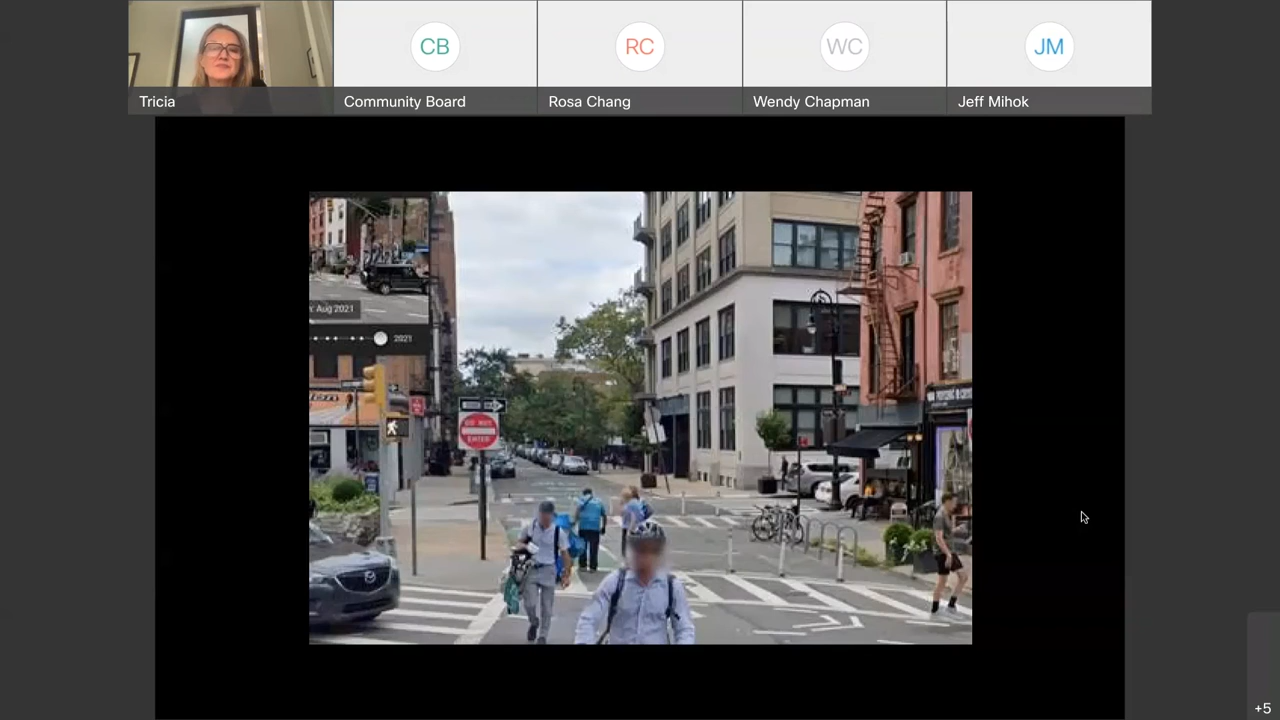 CB
RC
WC
JM
Tricia
Community Board
Rosa Chang
Wendy Chapman
Jeff Mihok
Aug 2021
2021
DO NOT
ENTER
+5